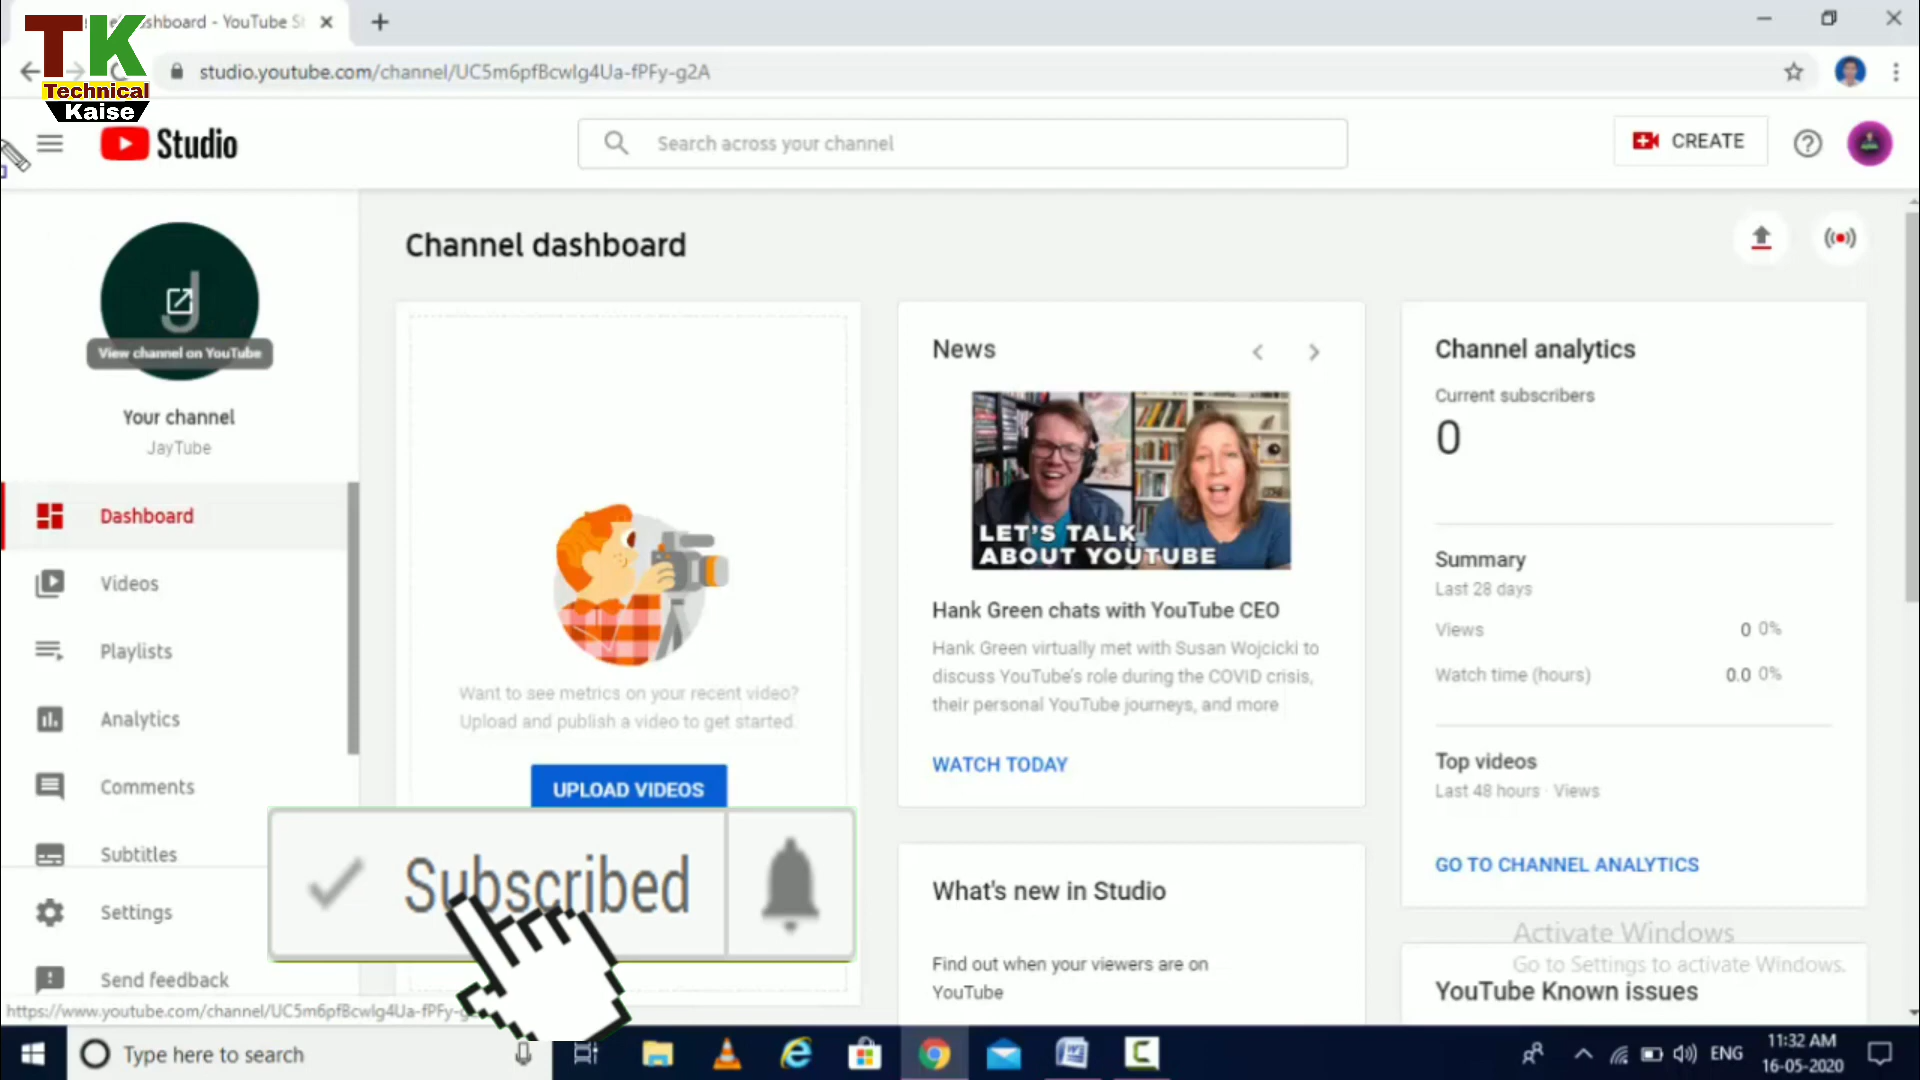 TK
Technical
Kaise
shboard - YouTube S
studio.youtube.com/channel/UC5m6pfBcwIg4Ua-fPFy-g2A
Studio
Search across your channel
CREATE
J
View channel on YouTube
Your channel
JayTube
Dashboard
Videos
Playlists
Analytics
Comments
Subtitles
Settings
Send feedback
https://www.youtube.com/channel/UC5m6pfBcwIg4Ua-fPFy-g
Channel dashboard
Want to see metrics on your recent video?
Upload and publish a video to get started.
UPLOAD VIDEOS
Subscribed
News
LET'S TALK
ABOUT YOUTUBE
Hank Green chats with YouTube CEO
Hank Green virtually met with Susan Wojcicki to
discuss YouTube's role during the COVID crisis,
their personal YouTube journeys, and more
WATCH TODAY
What's new in Studio
Find out when your viewers are on
YouTube
Channel analytics
Current subscribers
0
Summary
Last 28 days
Views 0 0%
Watch time (hours) 0.0 0%
Top videos
Last 48 hours · Views
GO TO CHANNEL ANALYTICS
Activate Windows
Go to Settings to activate Windows.
YouTube Known issues
Type here to search
ENG
11:32 AM
16-05-2020